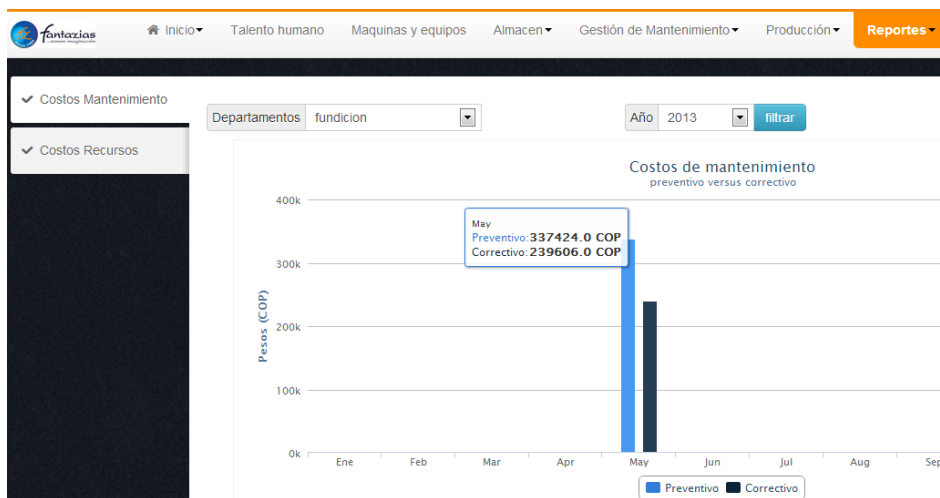 fantazias
Inicio Talento humano Maquinas y equipos Almacen Gestión de Mantenimiento Producción Reportes
Costos Mantenimiento
Costos Recursos
Departamentos fundicion Año 2013 filtrar
Costos de mantenimiento
preventivo versus correctivo
400k
May
Preventivo:337424.0 COP
Correctivo:239606.0 COP
300k
Pesos (COP)
200k
100k
0k
Ene Feb Mar Apr May Jun Jul Aug Sep
Preventivo Correctivo